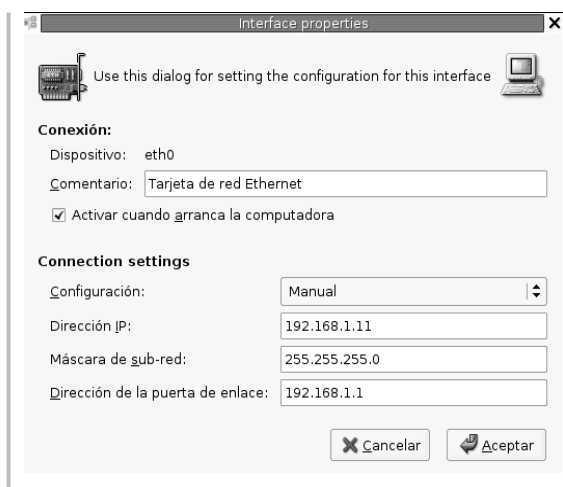 Interface properties
Use this dialog for setting the configuration for this interface
Conexión:
Dispositivo: eth0
Comentario: Tarjeta de red Ethernet
Activar cuando arranca la computadora
Connection settings
Configuración: Manual
Dirección IP: 192.168.1.11
Máscara de sub-red: 255.255.255.0
Dirección de la puerta de enlace: 192.168.1.1
Cancelar Aceptar